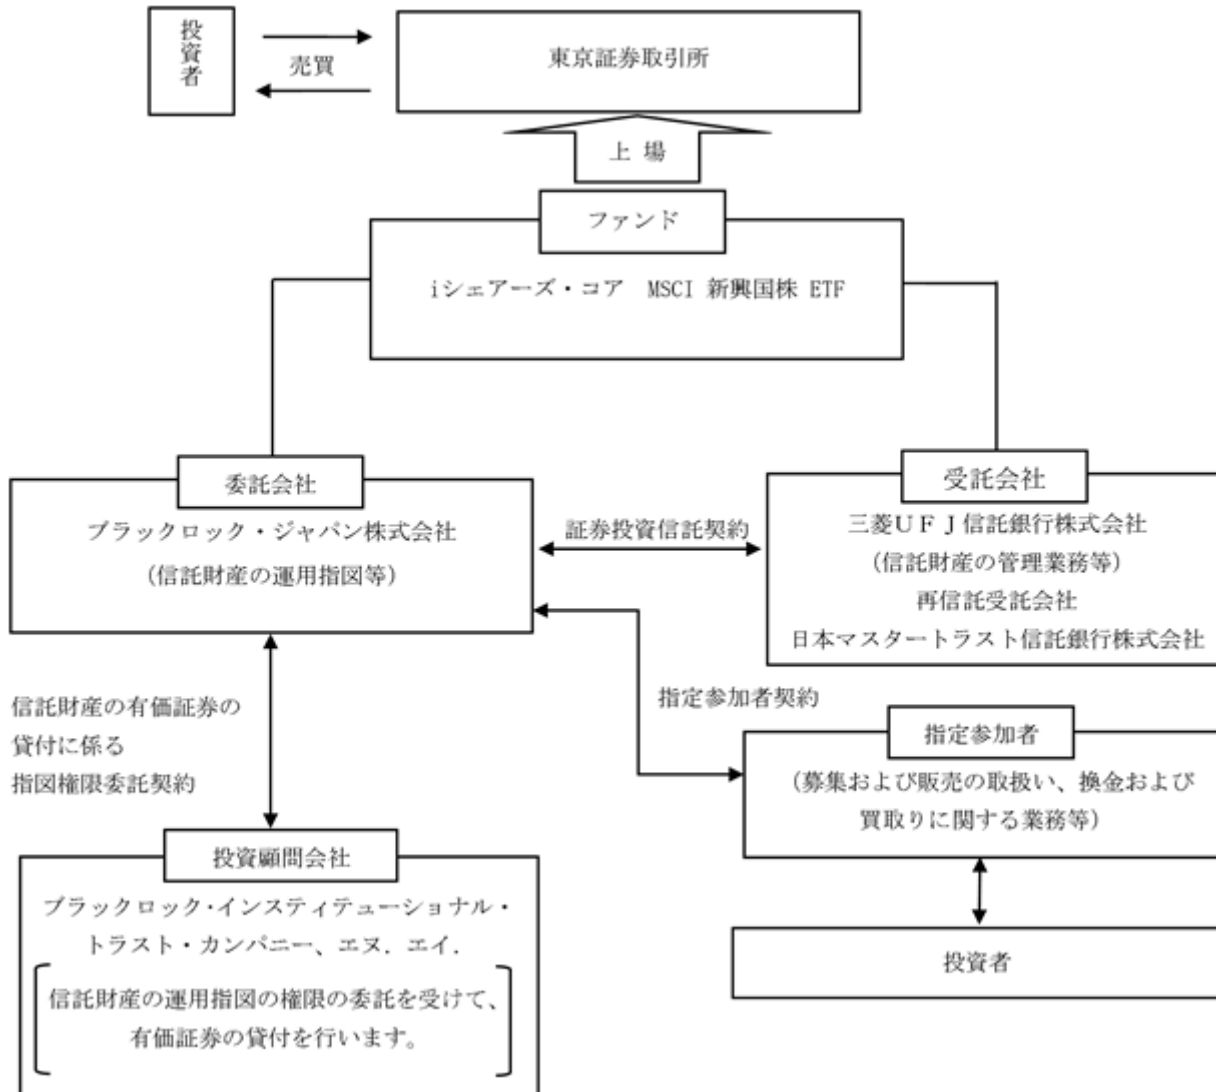 投資者
売買
東京証券取引所
上 場
ファンド
iシェアーズ・コア MSCI 新興国株 ETF
委託会社
ブラックロック・ジャパン株式会社
(信託財産の運用指図等)
証券投資信託契約
受託会社
三菱UFJ信託銀行株式会社
(信託財産の管理業務等)
再信託受託会社
日本マスタートラスト信託銀行株式会社
信託財産の有価証券の
貸付に係る
指図権限委託契約
指定参加者契約
指定参加者
(募集および販売の取扱い、換金および
買取りに関する業務等)
投資顧問会社
ブラックロック・インスティテューショナル・
トラスト・カンパニー、エヌ．エイ．
信託財産の運用指図の権限の委託を受けて、
有価証券の貸付を行います。
投資者